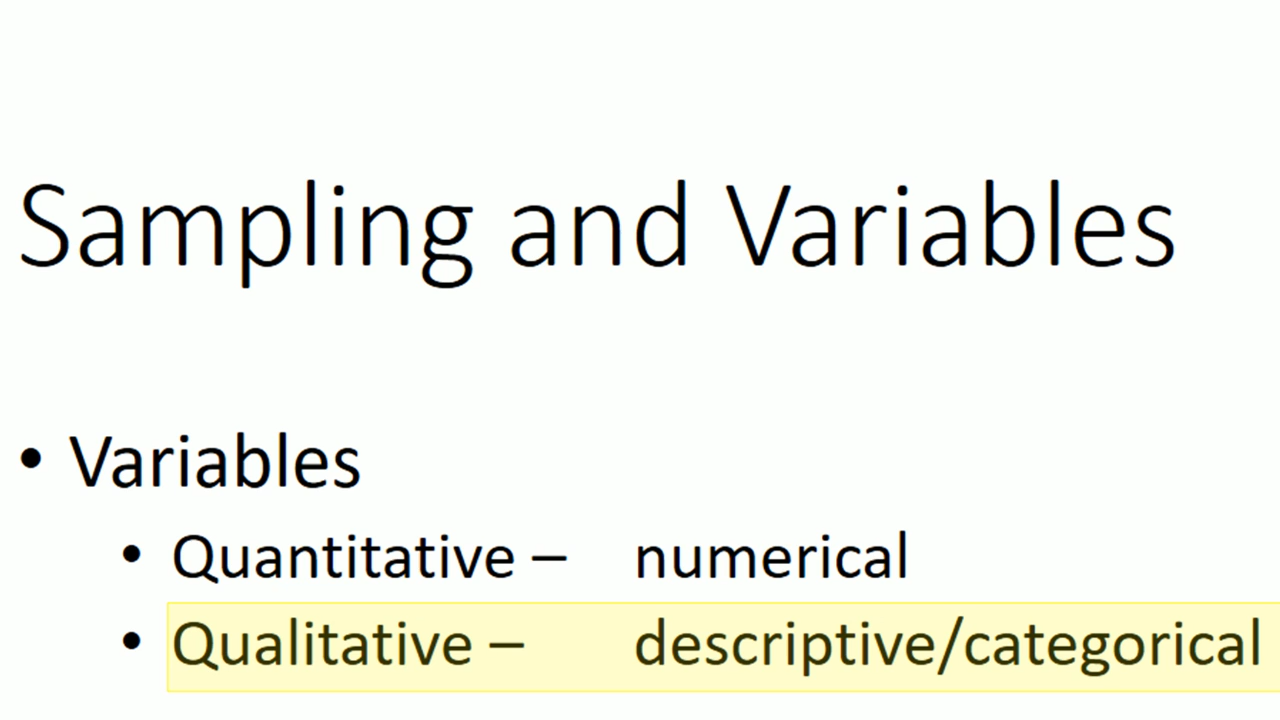 Sampling and Variables
• Variables
• Quantitative – numerical
• Qualitative – descriptive/categorical